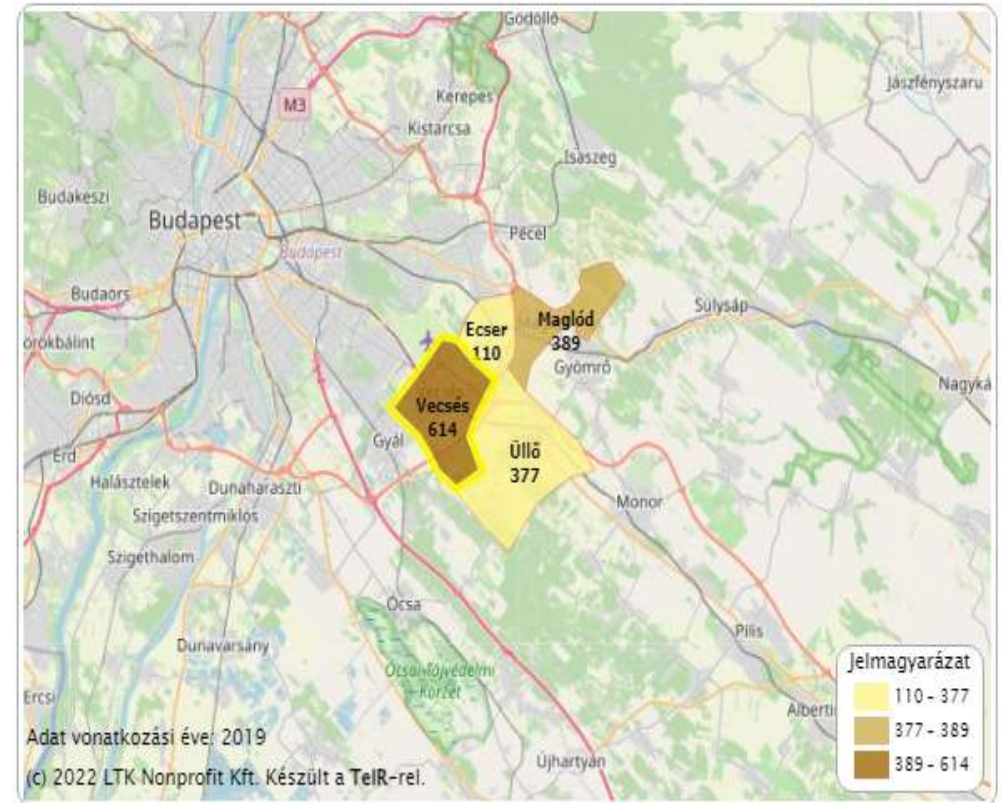 Gödöllő
M3
Kerepes
Kistarcsa
Jászfényszaru
Isaszeg
Budakeszi
Budapest
Budapest
Pécel
Budaörs
Sülysáp
Ecser
110
Maglód
389
örökbálint
Gyömrő
Diósd
Nagyká
Vecsés
614
Gyál
Üllő
377
Érd
Halásztelek
Dunaharaszti
Monor
Szigetszentmiklós
Szigethalom
Ócsa
Pilis
Dunavarsány
Ócsai Tájvédelmi
Körzet
Ercsi
Alberti
Újhartyán
Jelmagyarázat
110 - 377
377 - 389
389 - 614
Adat vonatkozási éve: 2019
(c) 2022 LTK Nonprofit Kft. Készült a TeIR-rel.